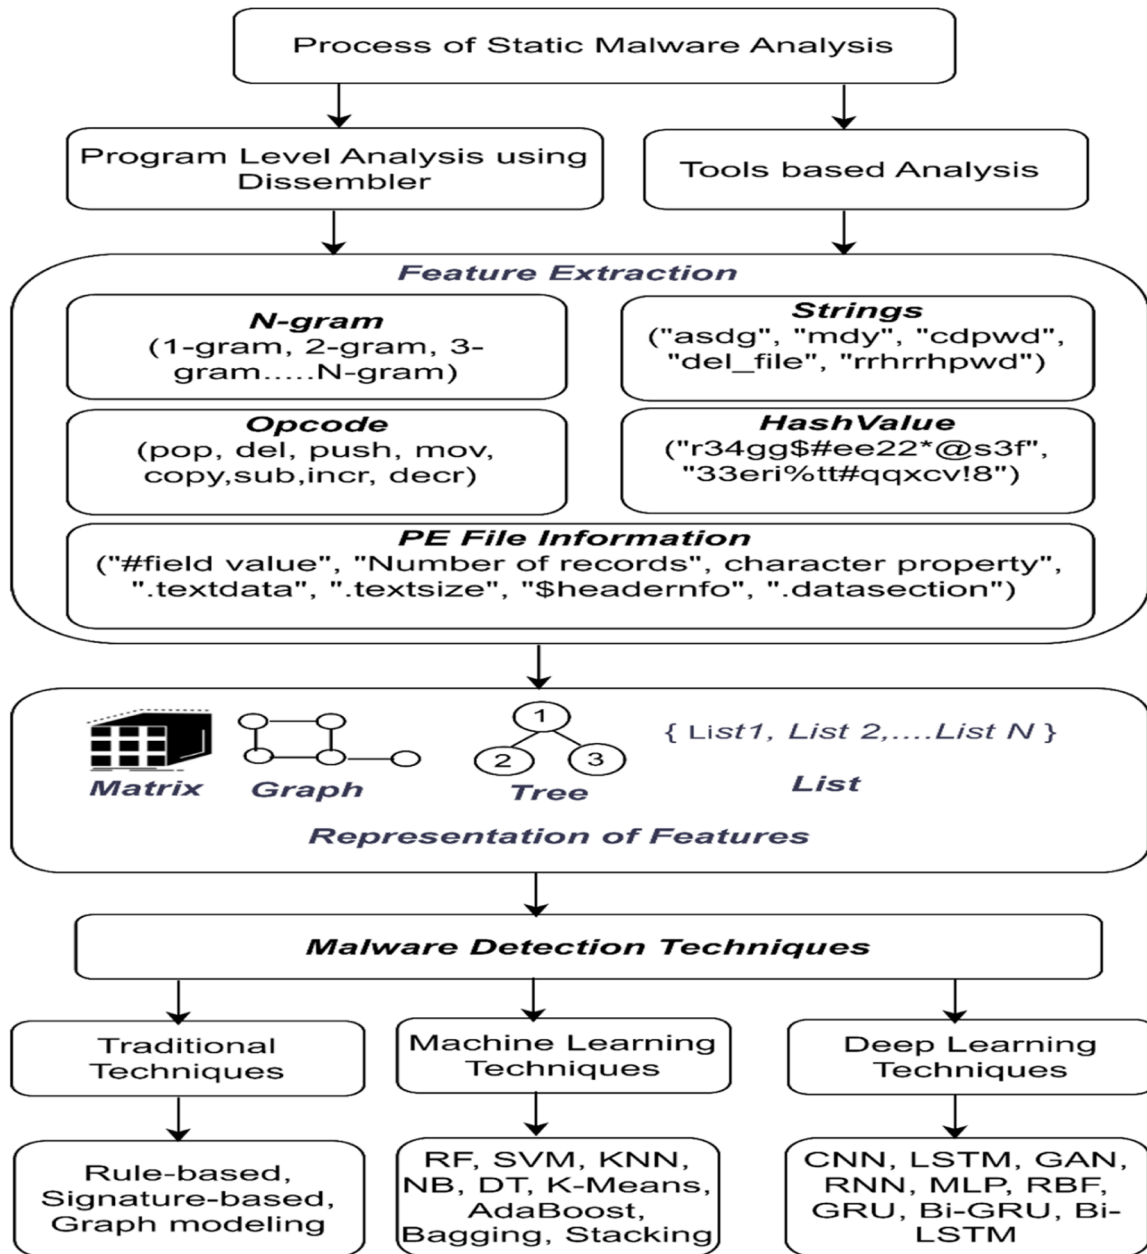 Process of Static Malware Analysis
Program Level Analysis using
Dissembler
Tools based Analysis
Feature Extraction
N-gram
(1-gram, 2-gram, 3-
gram.....N-gram)
Strings
("asdg", "mdy", "cdpwd",
"del_file", "rrhrrhpwd")
Opcode
(pop, del, push, mov,
copy,sub,incr, decr)
HashValue
("r34gg$#ee22*@s3f",
"33eri%tt#qqxcv!8")
PE File Information
("#field value", "Number of records", character property",
".textdata", ".textsize", "$headernfo", ".datasection")
Matrix
Graph
1
2
3
Tree
{ List1, List 2,....List N }
List
Representation of Features
Malware Detection Techniques
Traditional
Techniques
Machine Learning
Techniques
Deep Learning
Techniques
Rule-based,
Signature-based,
Graph modeling
RF, SVM, KNN,
NB, DT, K-Means,
AdaBoost,
Bagging, Stacking
CNN, LSTM, GAN,
RNN, MLP, RBF,
GRU, Bi-GRU, Bi-
LSTM